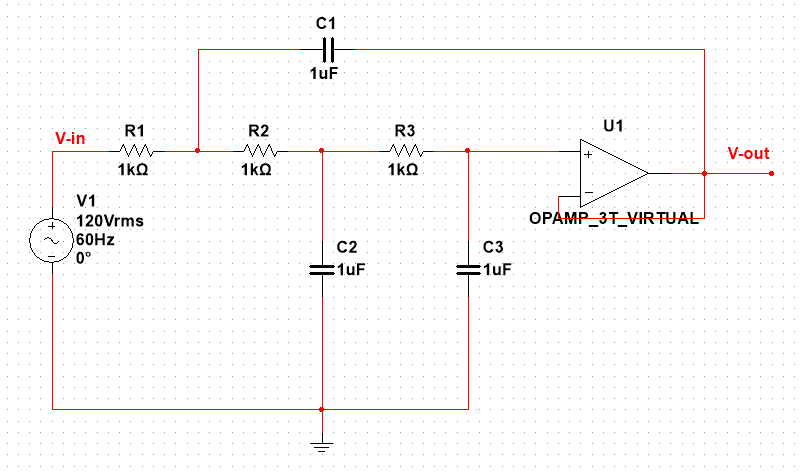 C1
1uF
V-in
R1
1kΩ
R2
1kΩ
R3
1kΩ
U1
+
−
V-out
OPAMP_3T_VIRTUAL
V1
120Vrms
60Hz
0°
+
−
C2
1uF
C3
1uF